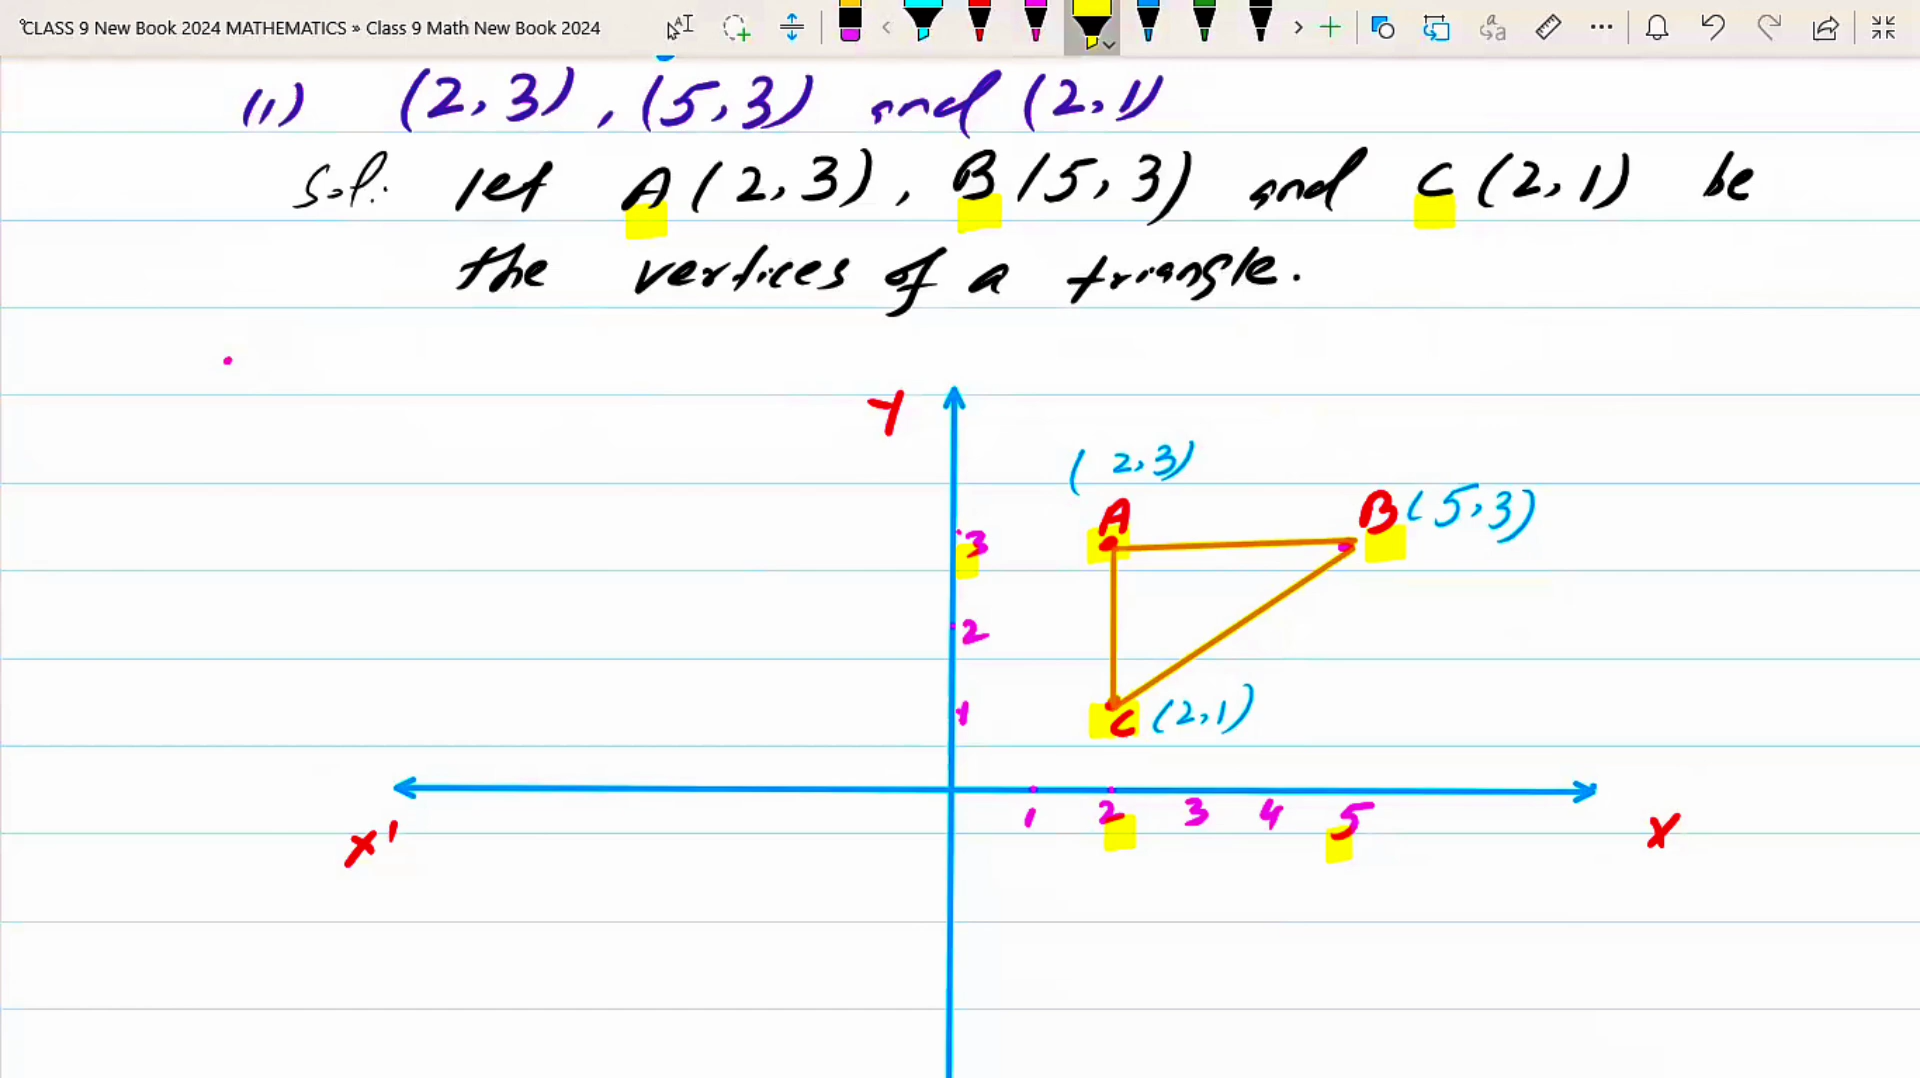 CLASS 9 New Book 2024 MATHEMATICS » Class 9 Math New Book 2024
(ii) (2, 3), (5, 3) and (2, 1)
Sol: let A (2, 3), B (5, 3) and C (2, 1) be
the vertices of a triangle.
Y
(2, 3)
A
B (5, 3)
3
2
1
C (2, 1)
1 2 3 4 5
X' X